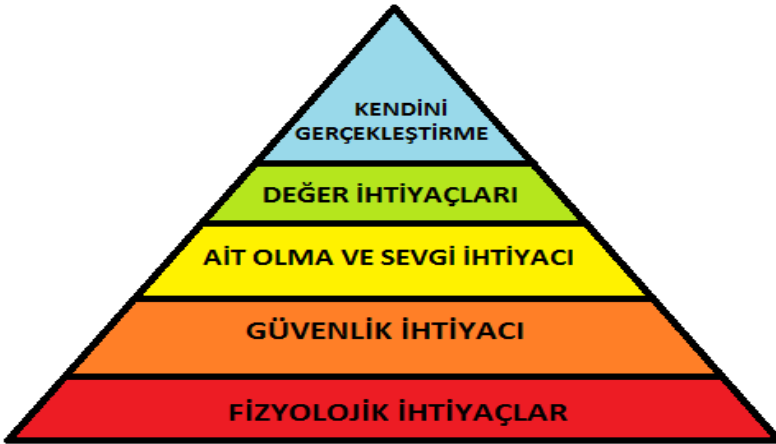 KENDİNİ
GERÇEKLEŞTİRME
DEĞER İHTİYAÇLARI
AİT OLMA VE SEVGİ İHTİYACI
GÜVENLİK İHTİYACI
FİZYOLOJİK İHTİYAÇLAR